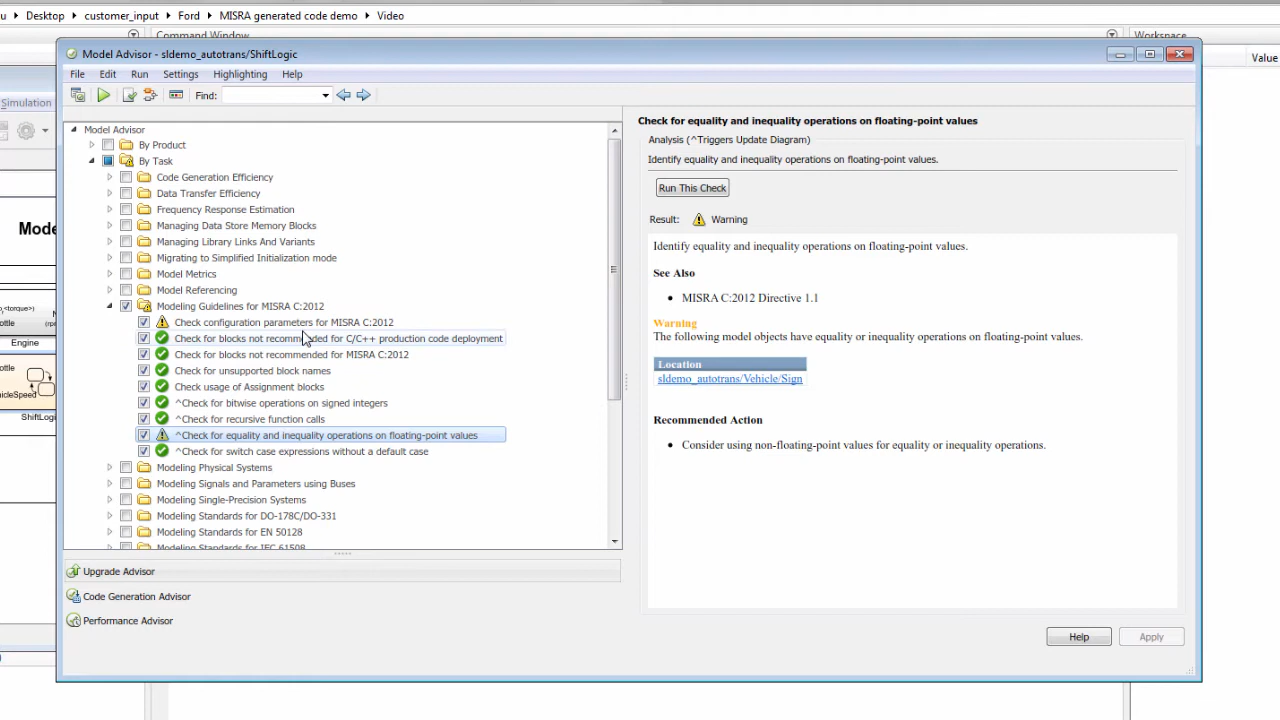 Desktop
customer_input
Ford
MISRA generated code demo
Video
Command Window
Workspace
Value
Simulation
Engine
Model Advisor - sldemo_autotrans/ShiftLogic
File Edit Run Settings Highlighting Help
Find:
Model Advisor
By Product
By Task
Code Generation Efficiency
Data Transfer Efficiency
Frequency Response Estimation
Managing Data Store Memory Blocks
Managing Library Links And Variants
Migrating to Simplified Initialization mode
Model Metrics
Model Referencing
Modeling Guidelines for MISRA C:2012
Check configuration parameters for MISRA C:2012
Check for blocks not recommended for C/C++ production code deployment
Check for blocks not recommended for MISRA C:2012
Check for unsupported block names
Check usage of Assignment blocks
^Check for bitwise operations on signed integers
^Check for recursive function calls
^Check for equality and inequality operations on floating-point values
^Check for switch case expressions without a default case
Modeling Physical Systems
Modeling Signals and Parameters using Buses
Modeling Single-Precision Systems
Modeling Standards for DO-178C/DO-331
Modeling Standards for EN 50128
Modeling Standards for IEC 61508
Upgrade Advisor
Code Generation Advisor
Performance Advisor
Check for equality and inequality operations on floating-point values
Analysis (^Triggers Update Diagram)
Identify equality and inequality operations on floating-point values.
Run This Check
Result: Warning
Identify equality and inequality operations on floating-point values.
See Also
• MISRA C:2012 Directive 1.1
Warning
The following model objects have equality or inequality operations on floating-point values.
Location
sldemo_autotrans/Vehicle/Sign
Recommended Action
• Consider using non-floating-point values for equality or inequality operations.
Help
Apply